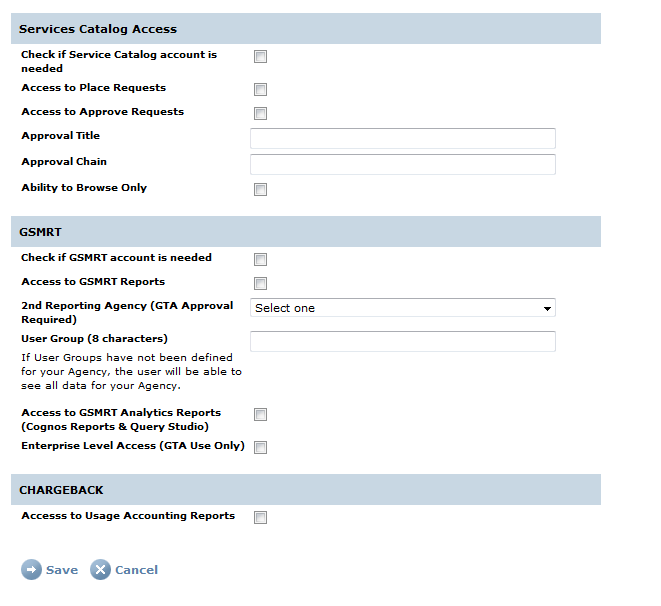 Services Catalog Access
Check if Service Catalog account is
needed
Access to Place Requests
Access to Approve Requests
Approval Title
Approval Chain
Ability to Browse Only
GSMRT
Check if GSMRT account is needed
Access to GSMRT Reports
2nd Reporting Agency (GTA Approval
Required)
Select one
User Group (8 characters)
If User Groups have not been defined
for your Agency, the user will be able to
see all data for your Agency.
Access to GSMRT Analytics Reports
(Cognos Reports & Query Studio)
Enterprise Level Access (GTA Use Only)
CHARGEBACK
Accesss to Usage Accounting Reports
Save Cancel